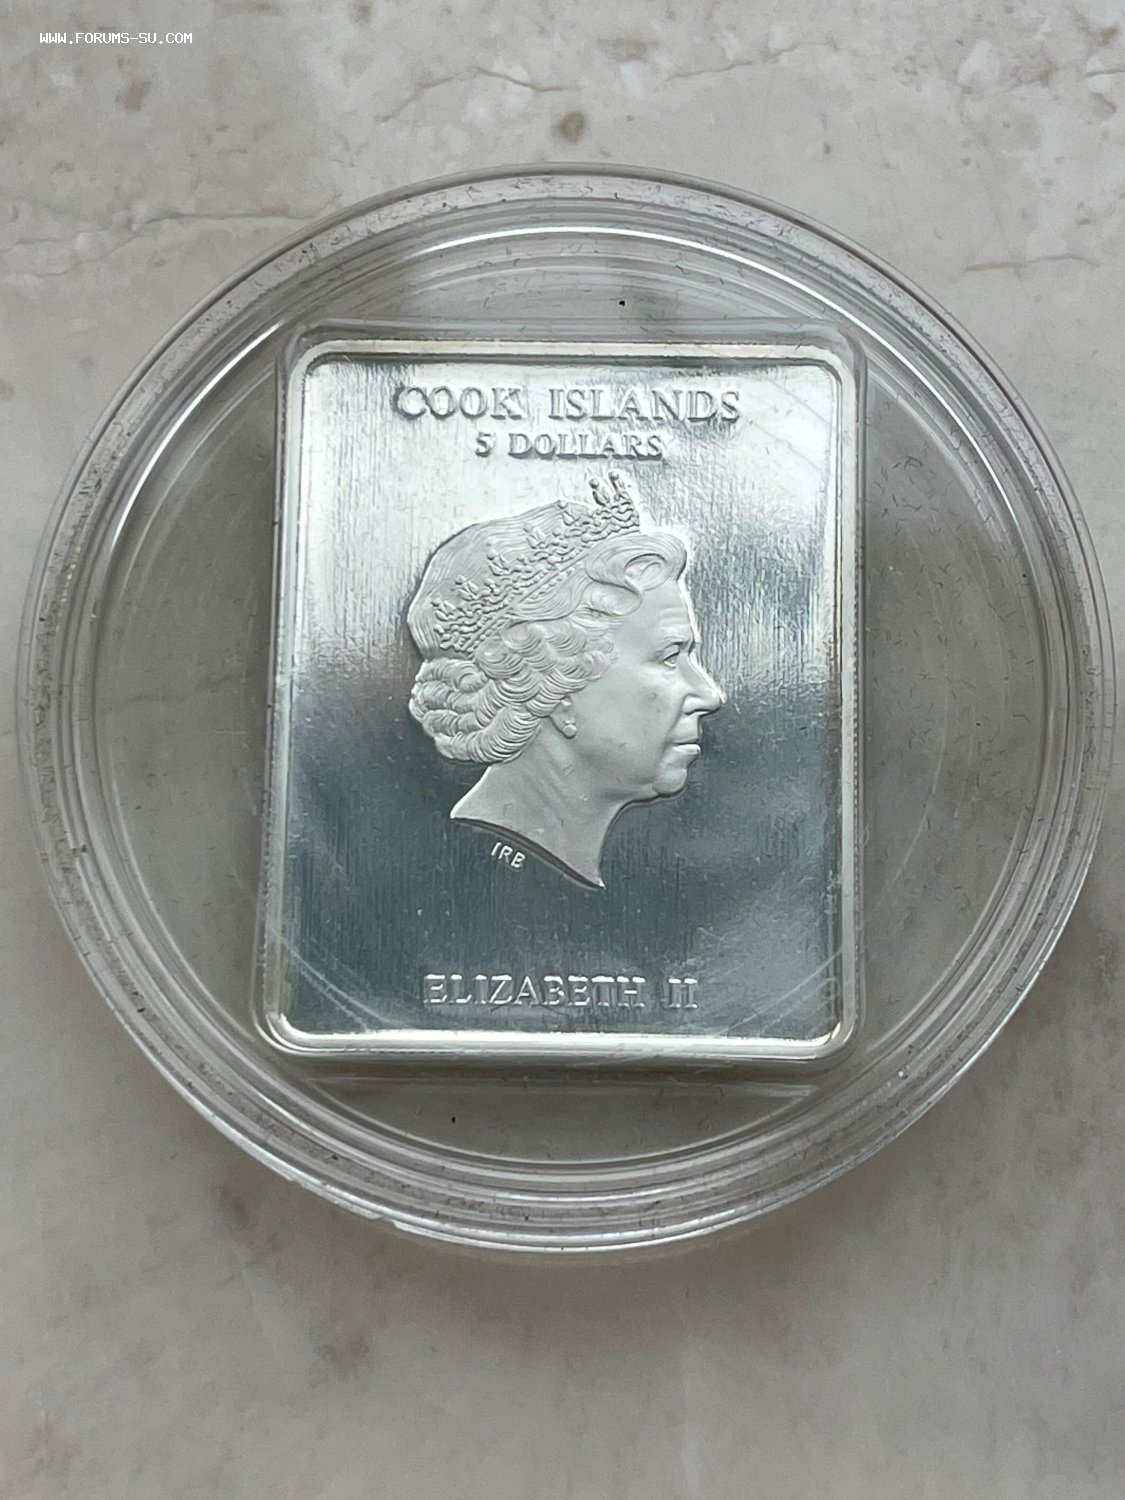 WWW.FORUMS-SU.COM
COOK ISLANDS
5 DOLLARS
IRB
ELIZABETH II